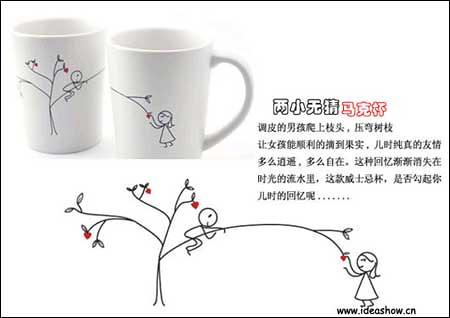 两小无猜马克杯
调皮的男孩爬上枝头，压弯树枝
让女孩能顺利的摘到果实，儿时纯真的友情
多么逍遥，多么自在。这种回忆渐渐消失在
时光的流水里，这款威士忌杯，是否勾起你
儿时的回忆呢.......
www.ideashow.cn